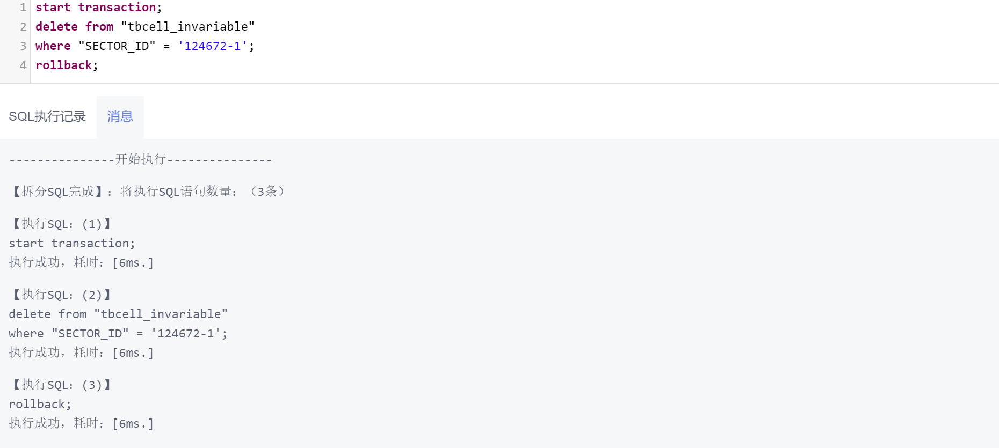 1 start transaction;
2 delete from "tbcell_invariable"
3 where "SECTOR_ID" = '124672-1';
4 rollback;
SQL执行记录 消息
---------------开始执行---------------
【拆分SQL完成】：将执行SQL语句数量：（3条）
【执行SQL：(1)】
start transaction;
执行成功，耗时：[6ms.]
【执行SQL：(2)】
delete from "tbcell_invariable"
where "SECTOR_ID" = '124672-1';
执行成功，耗时：[6ms.]
【执行SQL：(3)】
rollback;
执行成功，耗时：[6ms.]